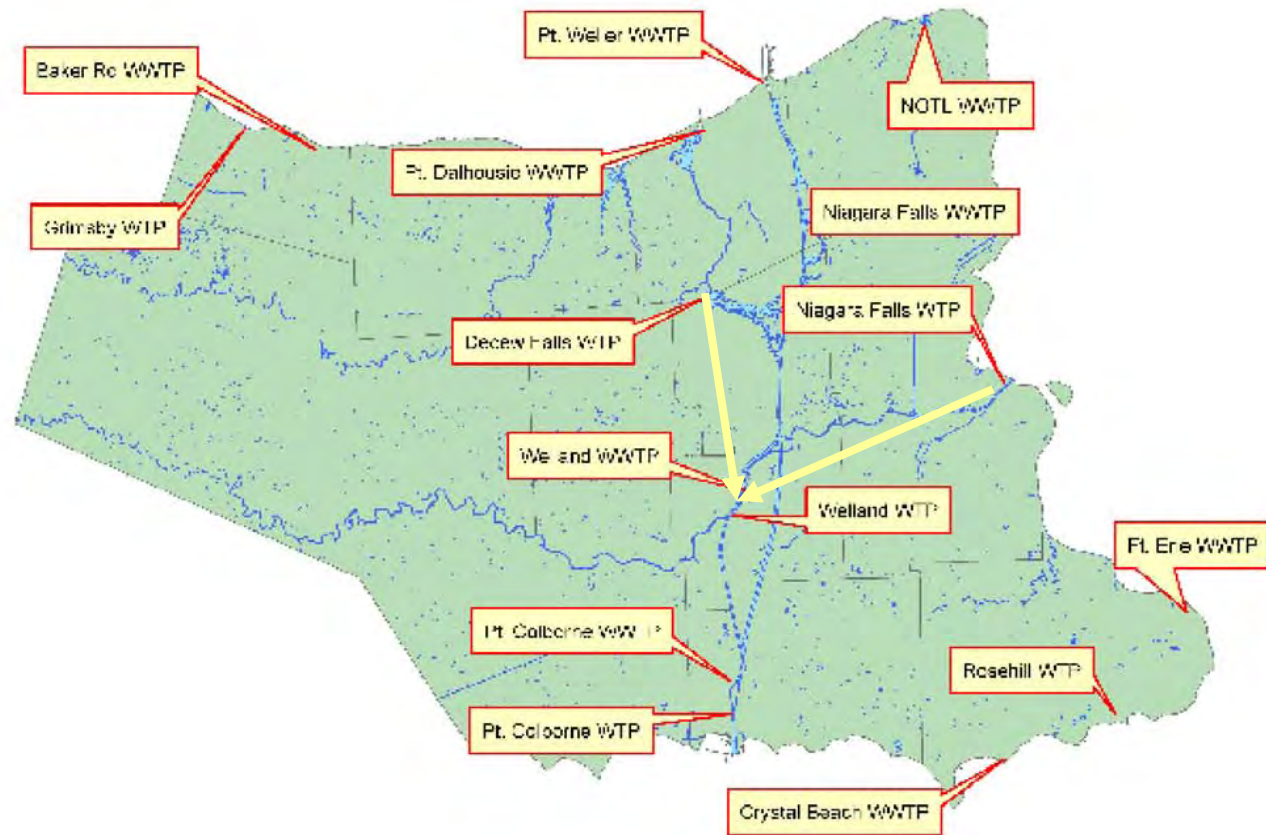 Pt. Weller WWTP
Baker Rd WWTP
NOTL WWTP
Pt. Dalhousie WWTP
Grimsby WTP
Niagara Falls WWTP
Niagara Falls WTP
Decew Falls WTP
Welland WWTP
Welland WTP
Ft. Erie WWTP
Pt. Colborne WWTP
Rosehill WTP
Pt. Colborne WTP
Crystal Beach WWTP